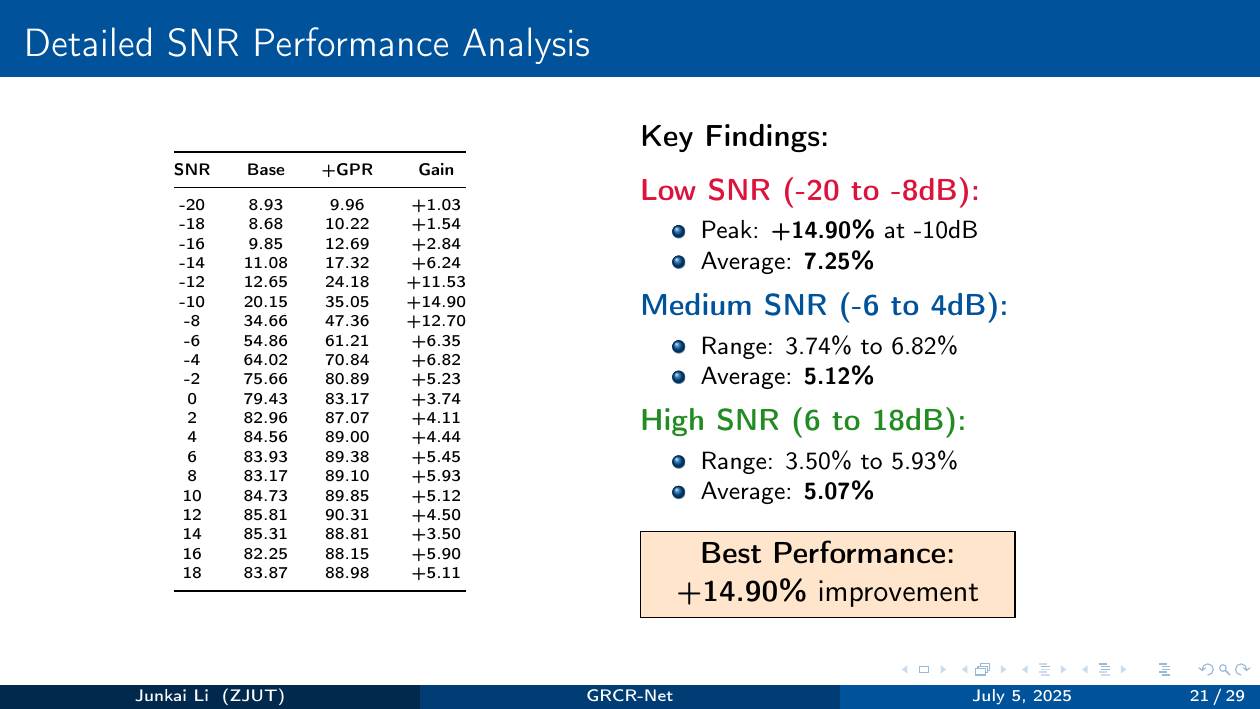 Detailed SNR Performance Analysis
SNR Base +GPR Gain
-20 8.93 9.96 +1.03
-18 8.68 10.22 +1.54
-16 9.85 12.69 +2.84
-14 11.08 17.32 +6.24
-12 12.65 24.18 +11.53
-10 20.15 35.05 +14.90
-8 34.66 47.36 +12.70
-6 54.86 61.21 +6.35
-4 64.02 70.84 +6.82
-2 75.66 80.89 +5.23
0 79.43 83.17 +3.74
2 82.96 87.07 +4.11
4 84.56 89.00 +4.44
6 83.93 89.38 +5.45
8 83.17 89.10 +5.93
10 84.73 89.85 +5.12
12 85.81 90.31 +4.50
14 85.31 88.81 +3.50
16 82.25 88.15 +5.90
18 83.87 88.98 +5.11
Key Findings:
Low SNR (-20 to -8dB):
Peak: +14.90% at -10dB
Average: 7.25%
Medium SNR (-6 to 4dB):
Range: 3.74% to 6.82%
Average: 5.12%
High SNR (6 to 18dB):
Range: 3.50% to 5.93%
Average: 5.07%
Best Performance:
+14.90% improvement
Junkai Li (ZJUT) GRCR-Net July 5, 2025 21 / 29